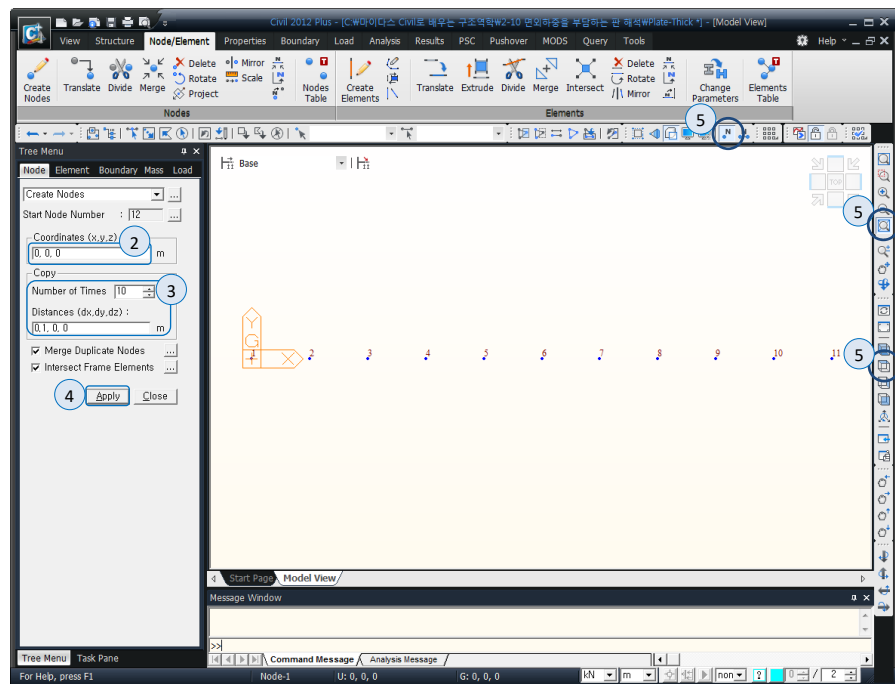 Civil 2012 Plus - [C:₩마이다스 Civil로 배우는 구조역학₩2-10 면외하중을 부담하는 판 해석₩Plate-Thick *] - [Model View]
View Structure Node/Element Properties Boundary Load Analysis Results PSC Pushover MODS Query Tools Help
Create Nodes Translate Divide Merge Delete Rotate Project Mirror Scale Nodes Table
Create Elements Translate Extrude Divide Merge Intersect Delete Rotate Mirror Change Parameters Elements Table
Nodes Elements
5
Tree Menu
Node Element Boundary Mass Load
Base
TOP
Create Nodes
Start Node Number : 12
5
Coordinates (x,y,z)
2
0, 0, 0 m
Copy
Number of Times 10
3
Distances (dx,dy,dz) :
0,1, 0, 0 m
Y
G
X
1 2 3 4 5 6 7 8 9 10 11
5
Merge Duplicate Nodes
Intersect Frame Elements
4
Apply Close
Start Page Model View
Message Window
>>
Command Message Analysis Message
Tree Menu Task Pane
For Help, press F1 Node-1 U: 0, 0, 0 G: 0, 0, 0 kN m non ? 0 / 2